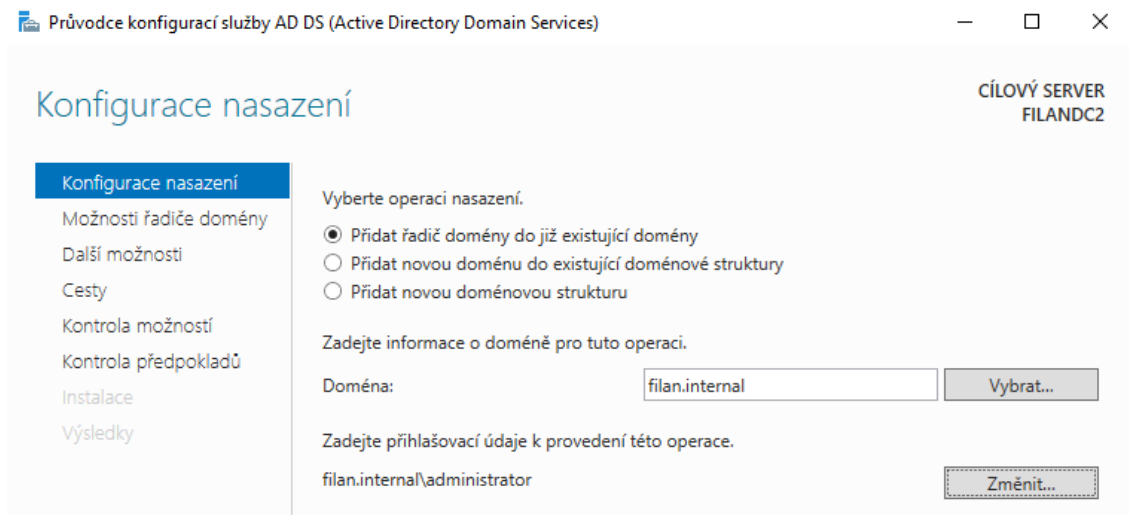 Průvodce konfigurací služby AD DS (Active Directory Domain Services)
Konfigurace nasazení
CÍLOVÝ SERVER
FILANDC2
Konfigurace nasazení
Možnosti řadiče domény
Další možnosti
Cesty
Kontrola možností
Kontrola předpokladů
Instalace
Výsledky
Vyberte operaci nasazení.
Přidat řadič domény do již existující domény
Přidat novou doménu do existující doménové struktury
Přidat novou doménovou strukturu
Zadejte informace o doméně pro tuto operaci.
Doména: filan.internal Vybrat...
Zadejte přihlašovací údaje k provedení této operace.
filan.internal\administrator Změnit...